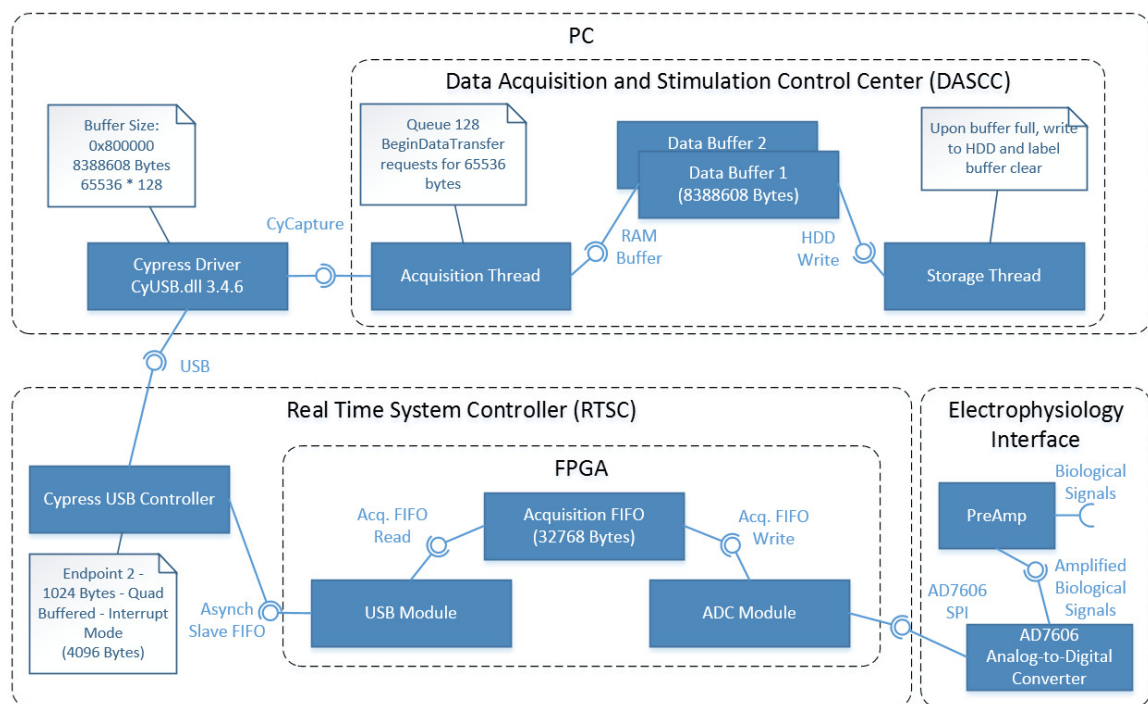 PC
Data Acquisition and Stimulation Control Center (DASCC)
Buffer Size:
0x800000
8388608 Bytes
65536 * 128
Queue 128
BeginDataTransfer
requests for 65536
bytes
Data Buffer 2
Data Buffer 1
(8388608 Bytes)
Upon buffer full, write
to HDD and label
buffer clear
CyCapture
RAM
Buffer
HDD
Write
Cypress Driver
CyUSB.dll 3.4.6
Acquisition Thread
Storage Thread
USB
Real Time System Controller (RTSC)
FPGA
Cypress USB Controller
Acq. FIFO
Read
Acquisition FIFO
(32768 Bytes)
Acq. FIFO
Write
Endpoint 2 -
1024 Bytes - Quad
Buffered - Interrupt
Mode
(4096 Bytes)
Asynch
Slave FIFO
USB Module
ADC Module
AD7606
SPI
Electrophysiology
Interface
Biological
Signals
PreAmp
Amplified
Biological
Signals
AD7606
Analog-to-Digital
Converter